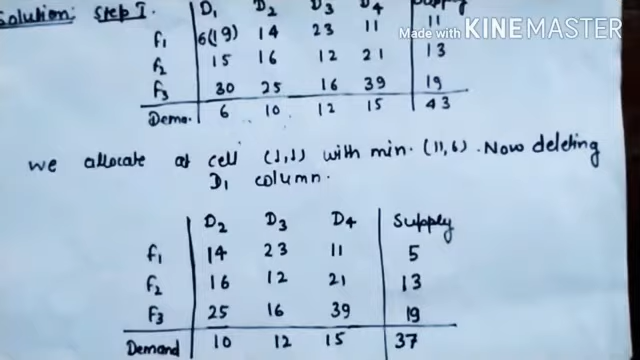 Solution: Step I. D1 D2 D3 D4 Supply
F1 6(19) 14 23 11 11
Made with KINEMASTER
F2 15 16 12 21 13
F3 30 25 16 39 19
Dema. 6 10 12 15 43
we allocate at cell (1,1) with min. (11,6). Now deleting
D1 column.
D2 D3 D4 Supply
F1 14 23 11 5
F2 16 12 21 13
F3 25 16 39 19
Demand 10 12 15 37